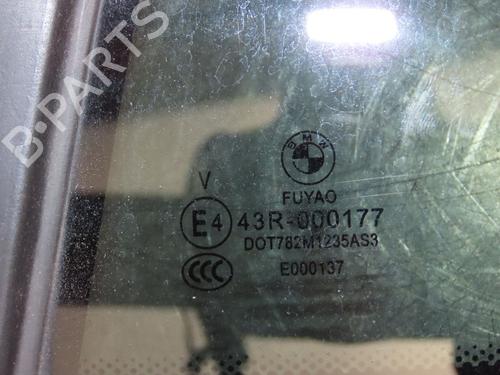 B-PARTS
BMW
FUYAO
V
E4 43R-000177
DOT782M1235AS3
CCC E000137